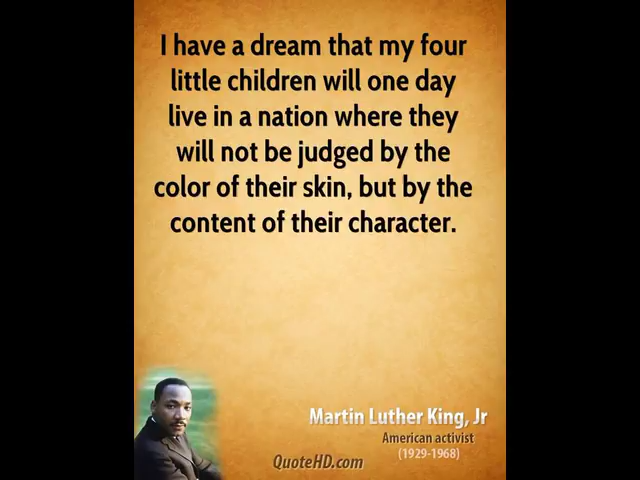 I have a dream that my four
little children will one day
live in a nation where they
will not be judged by the
color of their skin, but by the
content of their character.
Martin Luther King, Jr
American activist
(1929-1968)
QuoteHD.com